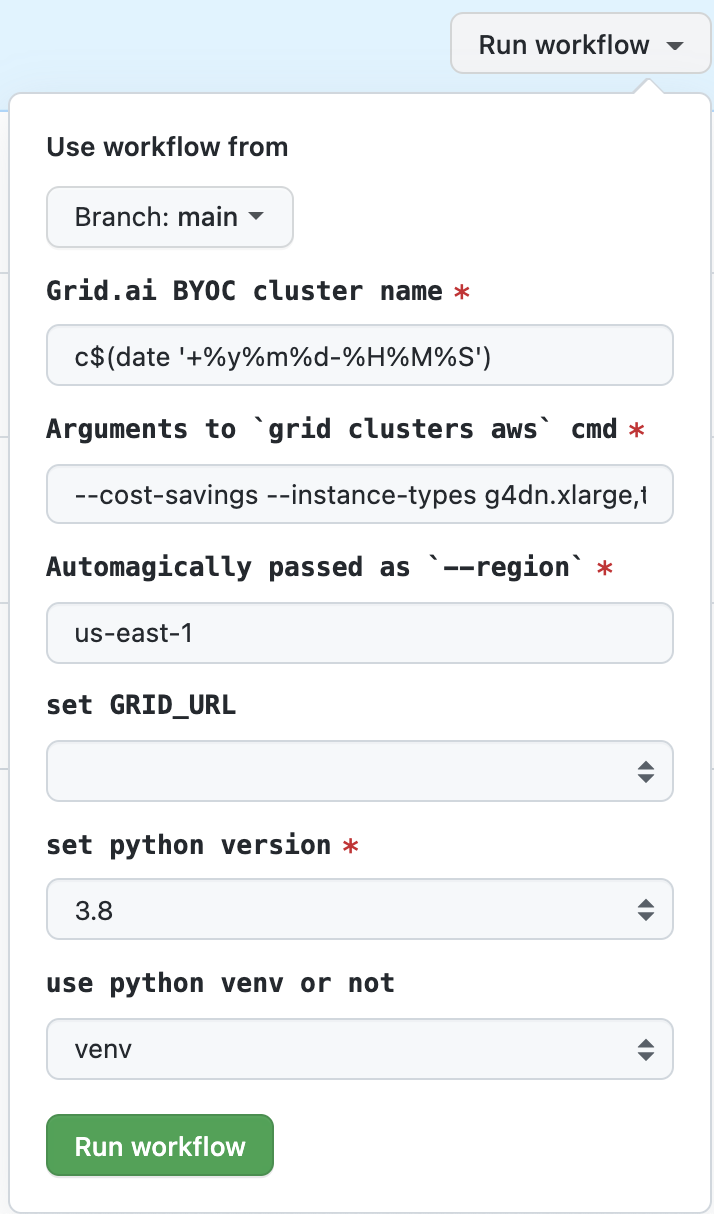 Run workflow
Use workflow from
Branch: main
Grid.ai BYOC cluster name *
c$(date '+%y%m%d-%H%M%S')
Arguments to `grid clusters aws` cmd *
--cost-savings --instance-types g4dn.xlarge,t
Automagically passed as `--region` *
us-east-1
set GRID_URL
set python version *
3.8
use python venv or not
venv
Run workflow